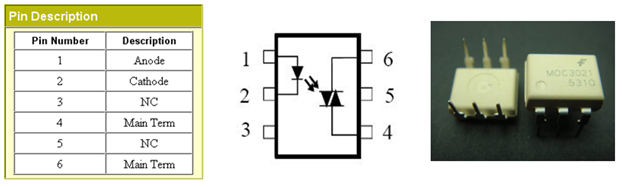 Pin Description
Pin Number Description
1 Anode
2 Cathode
3 NC
4 Main Term
5 NC
6 Main Term
1 6
2 5
3 4
MOC3021
5310